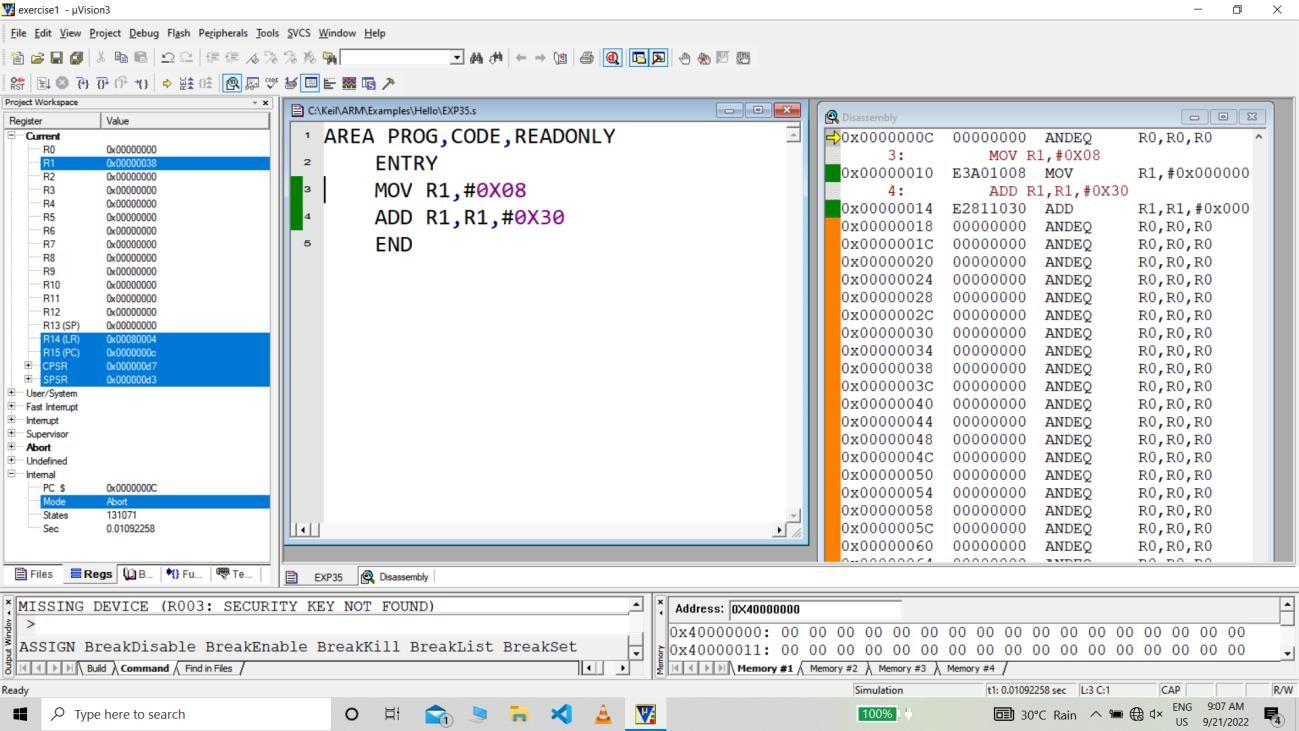 exercise1 - µVision3
File Edit View Project Debug Flash Peripherals Tools SVCS Window Help
Project Workspace
Register Value
Current
R0 0x00000000
R1 0x00000038
R2 0x00000000
R3 0x00000000
R4 0x00000000
R5 0x00000000
R6 0x00000000
R7 0x00000000
R8 0x00000000
R9 0x00000000
R10 0x00000000
R11 0x00000000
R12 0x00000000
R13 (SP) 0x00000000
R14 (LR) 0x00080004
R15 (PC) 0x0000000c
CPSR 0x000000d7
SPSR 0x000000d3
User/System
Fast Interrupt
Interrupt
Supervisor
Abort
Undefined
Internal
PC $ 0x0000000C
Mode Abort
States 131071
Sec 0.01092258
Files Regs B... Fu... Te...
C:\Keil\ARM\Examples\Hello\EXP35.s
1 AREA PROG,CODE,READONLY
2 ENTRY
3 MOV R1,#0X08
4 ADD R1,R1,#0X30
5 END
EXP35 Disassembly
Disassembly
0x0000000C 00000000 ANDEQ R0,R0,R0
3: MOV R1,#0X08
0x00000010 E3A01008 MOV R1,#0x000000
4: ADD R1,R1,#0X30
0x00000014 E2811030 ADD R1,R1,#0x000
0x00000018 00000000 ANDEQ R0,R0,R0
0x0000001C 00000000 ANDEQ R0,R0,R0
0x00000020 00000000 ANDEQ R0,R0,R0
0x00000024 00000000 ANDEQ R0,R0,R0
0x00000028 00000000 ANDEQ R0,R0,R0
0x0000002C 00000000 ANDEQ R0,R0,R0
0x00000030 00000000 ANDEQ R0,R0,R0
0x00000034 00000000 ANDEQ R0,R0,R0
0x00000038 00000000 ANDEQ R0,R0,R0
0x0000003C 00000000 ANDEQ R0,R0,R0
0x00000040 00000000 ANDEQ R0,R0,R0
0x00000044 00000000 ANDEQ R0,R0,R0
0x00000048 00000000 ANDEQ R0,R0,R0
0x0000004C 00000000 ANDEQ R0,R0,R0
0x00000050 00000000 ANDEQ R0,R0,R0
0x00000054 00000000 ANDEQ R0,R0,R0
0x00000058 00000000 ANDEQ R0,R0,R0
0x0000005C 00000000 ANDEQ R0,R0,R0
0x00000060 00000000 ANDEQ R0,R0,R0
MISSING DEVICE (R003: SECURITY KEY NOT FOUND)
>
ASSIGN BreakDisable BreakEnable BreakKill BreakList BreakSet
Output Window
Build Command Find in Files
Address: 0X40000000
0x40000000: 00 00 00 00 00 00 00 00 00 00 00 00 00 00 00 00 00
0x40000011: 00 00 00 00 00 00 00 00 00 00 00 00 00 00 00 00 00
Memory
Memory #1 Memory #2 Memory #3 Memory #4
Ready Simulation t1: 0.01092258 sec L:3 C:1 CAP R/W
Type here to search 1 100% 30°C Rain ENG US 9:07 AM 9/21/2022 4